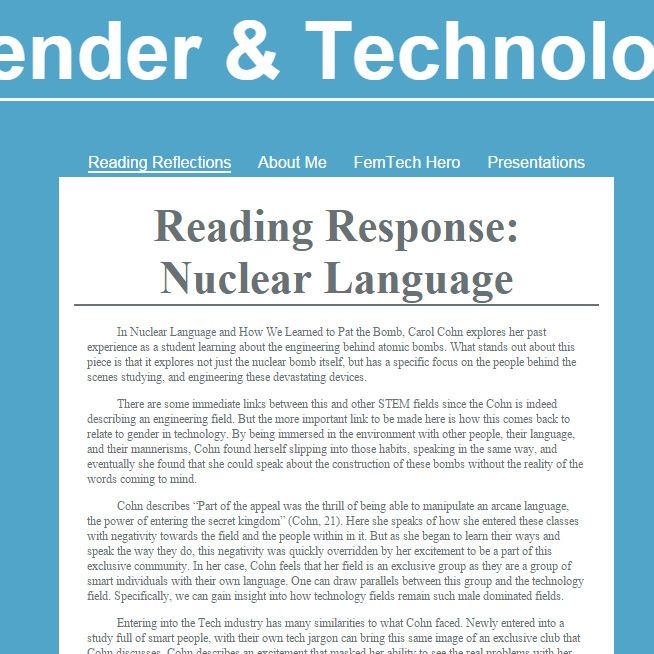 ender & Technolo
Reading Reflections About Me FemTech Hero Presentations
Reading Response:
Nuclear Language
In Nuclear Language and How We Learned to Pat the Bomb, Carol Cohn explores her past
experience as a student learning about the engineering behind atomic bombs. What stands out about this
piece is that it explores not just the nuclear bomb itself, but has a specific focus on the people behind the
scenes studying, and engineering these devastating devices.
There are some immediate links between this and other STEM fields since the Cohn is indeed
describing an engineering field. But the more important link to be made here is how this comes back to
relate to gender in technology. By being immersed in the environment with other people, their language,
and their mannerisms, Cohn found herself slipping into those habits, speaking in the same way, and
eventually she found that she could speak about the construction of these bombs without the reality of the
words coming to mind.
Cohn describes “Part of the appeal was the thrill of being able to manipulate an arcane language,
the power of entering the secret kingdom” (Cohn, 21). Here she speaks of how she entered these classes
with negativity towards the field and the people within in it. But as she began to learn their ways and
speak the way they do, this negativity was quickly overridden by her excitement to be a part of this
exclusive community. In her case, Cohn feels that her field is an exclusive group as they are a group of
smart individuals with their own language. One can draw parallels between this group and the technology
field. Specifically, we can gain insight into how technology fields remain such male dominated fields.
Entering into the Tech industry has many similarities to what Cohn faced. Newly entered into a
study full of smart people, with their own tech jargon can bring this same image of an exclusive club that
Cohn discusses. Cohn describes an excitement that masked her ability to see the real problems with her